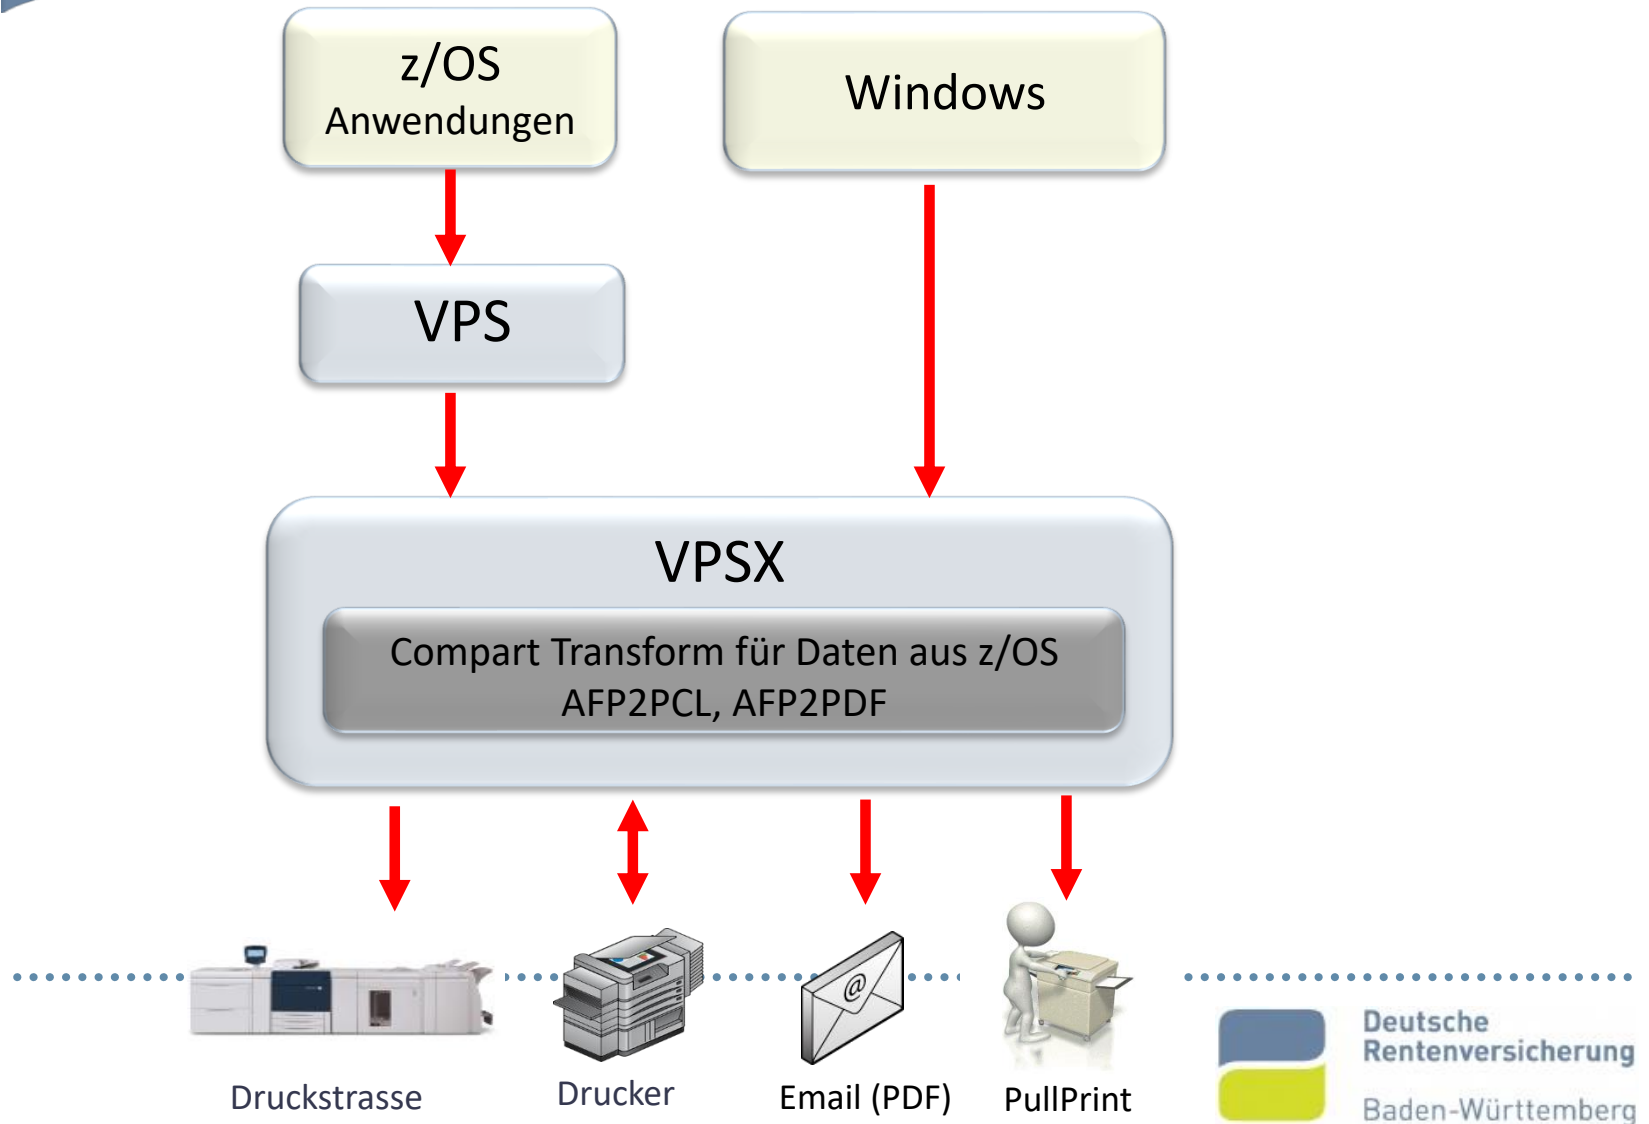 z/OS
Anwendungen
Windows
VPS
VPSX
Compart Transform für Daten aus z/OS
AFP2PCL, AFP2PDF
@
Druckstrasse
Drucker
Email (PDF)
PullPrint
Deutsche
Rentenversicherung
Baden-Württemberg